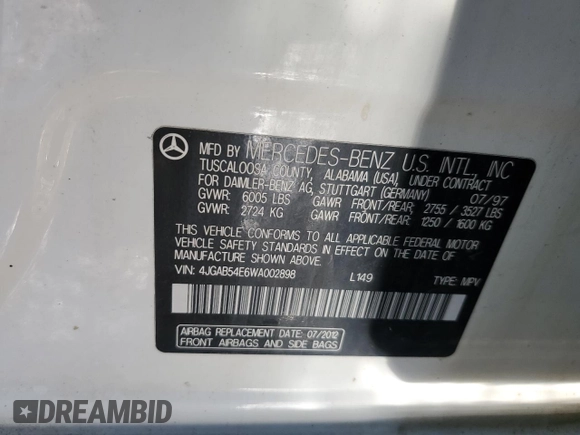 MFD BY MERCEDES-BENZ U.S. INTL, INC
TUSCALOOSA COUNTY, ALABAMA (USA), UNDER CONTRACT
FOR DAIMLER-BENZ AG, STUTTGART (GERMANY) 07/97
GVWR: 6005 LBS GAWR FRONT/REAR: 2755 / 3527 LBS
GVWR: 2724 KG GAWR FRONT/REAR: 1250 / 1600 KG
THIS VEHICLE CONFORMS TO ALL APPLICABLE FEDERAL MOTOR
VEHICLE SAFETY STANDARDS IN EFFECT ON THE DATE OF
MANUFACTURE SHOWN ABOVE.
VIN: 4JGAB54E6WA002898 L149 TYPE: MPV
AIRBAG REPLACEMENT DATE: 07/2012
FRONT AIRBAGS AND SIDE BAGS
DREAMBID